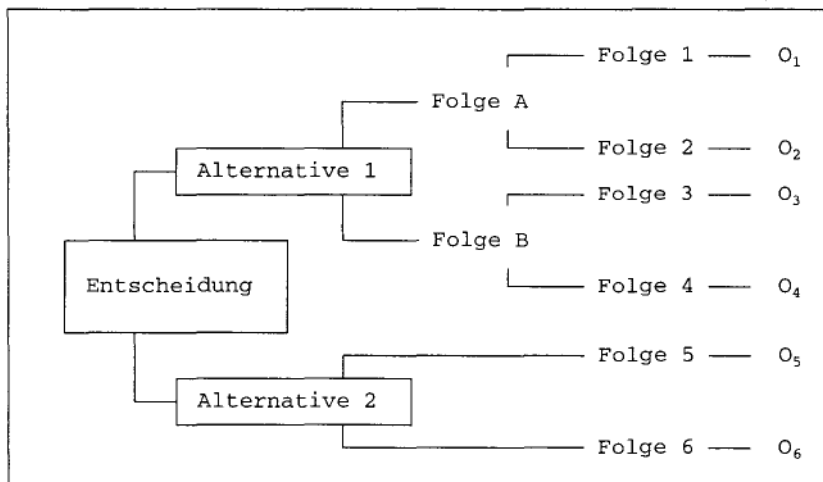 Folge 1 O₁
Folge A
Folge 2 O₂
Alternative 1
Folge 3 O₃
Folge B
Folge 4 O₄
Entscheidung
Folge 5 O₅
Alternative 2
Folge 6 O₆